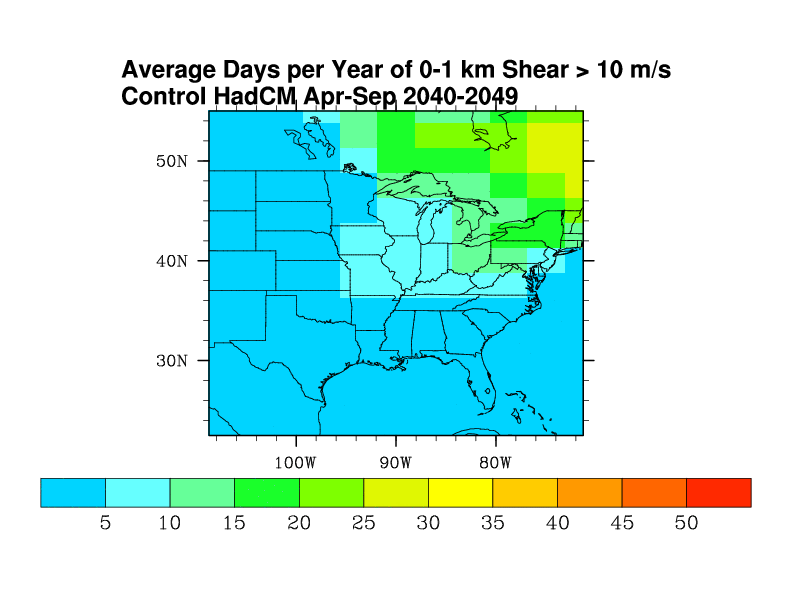 Average Days per Year of 0-1 km Shear > 10 m/s
Control HadCM Apr-Sep 2040-2049
50N
40N
30N
100W 90W 80W
5 10 15 20 25 30 35 40 45 50